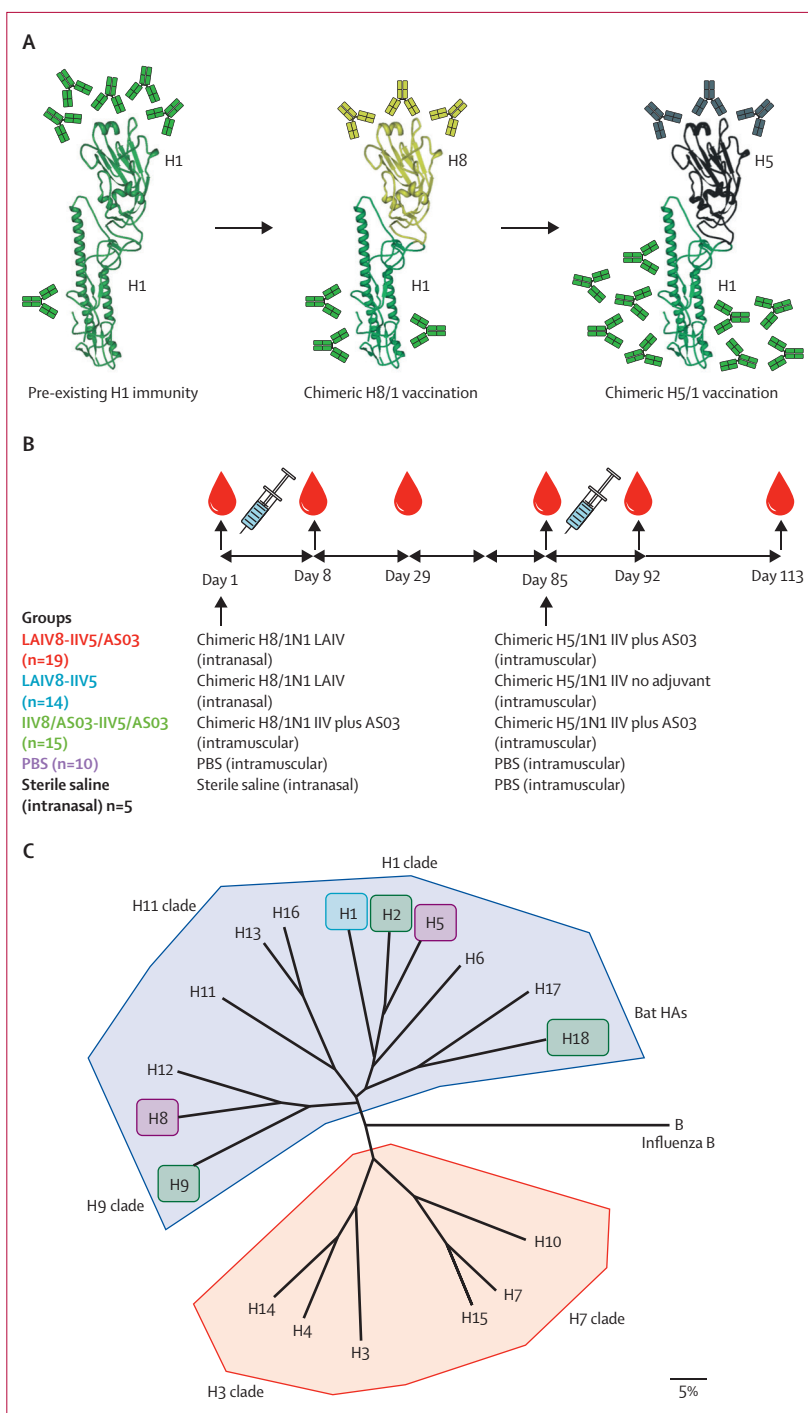 A
H1
H8
H5
H1
H1
H1
Pre-existing H1 immunity
Chimeric H8/1 vaccination
Chimeric H5/1 vaccination
B
Day 1
Day 8
Day 29
Day 85
Day 92
Day 113
Groups
LAIV8-IIV5/AS03
(n=19)
Chimeric H8/1N1 LAIV
(intranasal)
Chimeric H5/1N1 IIV plus AS03
(intramuscular)
LAIV8-IIV5
(n=14)
Chimeric H8/1N1 LAIV
(intranasal)
Chimeric H5/1N1 IIV no adjuvant
(intramuscular)
IIV8/AS03-IIV5/AS03
(n=15)
Chimeric H8/1N1 IIV plus AS03
(intramuscular)
Chimeric H5/1N1 IIV plus AS03
(intramuscular)
PBS (n=10)
PBS (intramuscular)
PBS (intramuscular)
Sterile saline
(intranasal) n=5
Sterile saline (intranasal)
PBS (intramuscular)
C
H1 clade
H11 clade
H16
H1
H2
H5
H13
H6
H11
H17
Bat HAs
H18
H12
H8
B
Influenza B
H9
H9 clade
H10
H14
H7
H4
H15
H3
H7 clade
H3 clade
5%